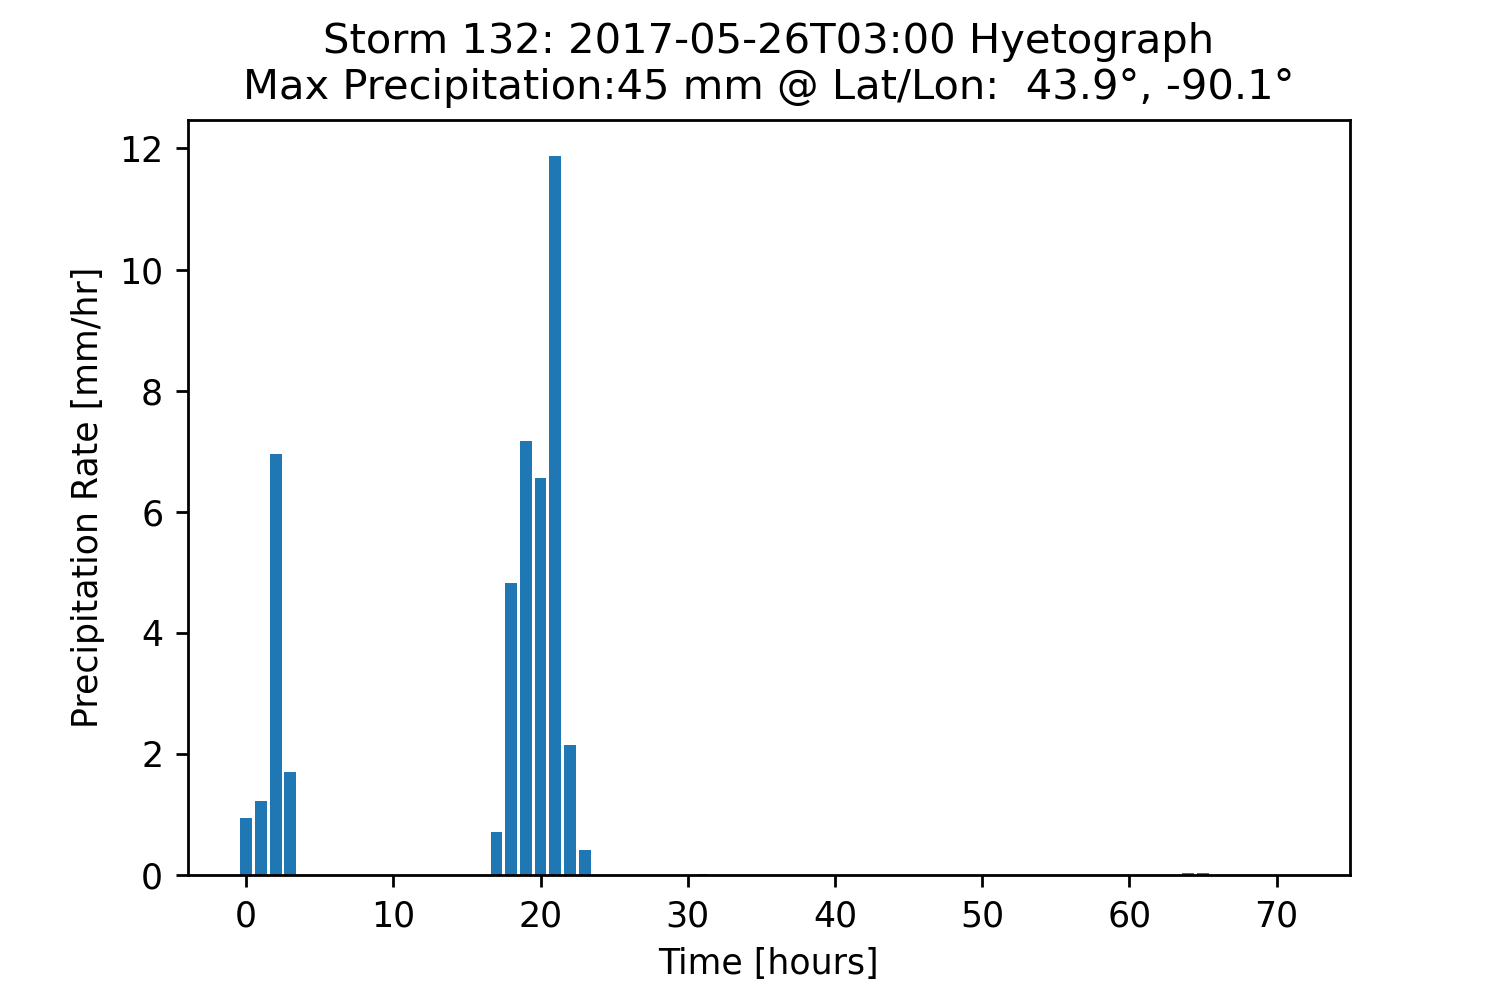 Storm 132: 2017-05-26T03:00 Hyetograph
Max Precipitation:45 mm @ Lat/Lon:  43.9°, -90.1°
12
10
8
6
4
2
0
Precipitation Rate [mm/hr]
0 10 20 30 40 50 60 70
Time [hours]